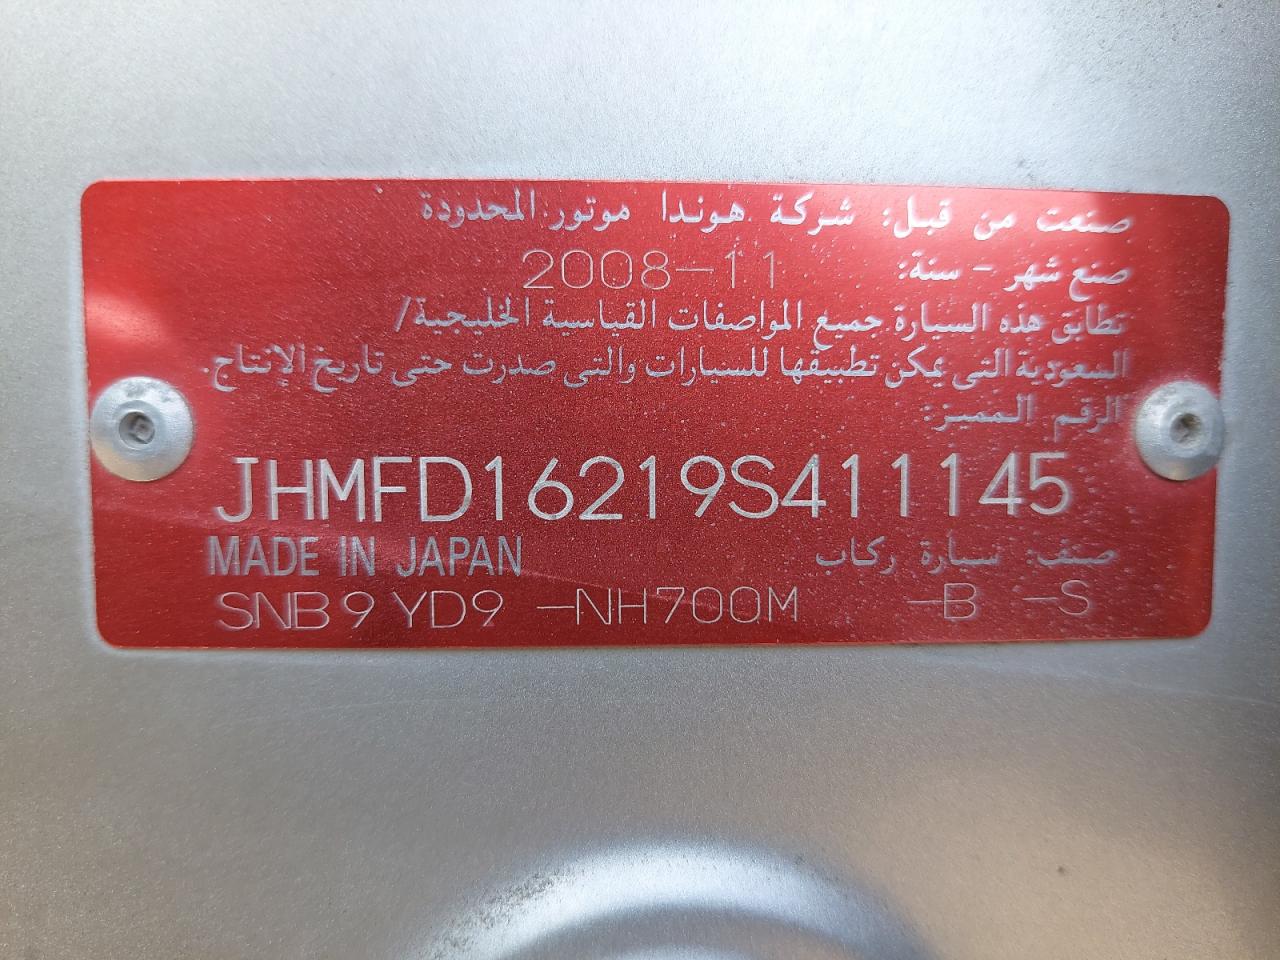 صنعت من قبل: شركة هوندا موتور المحدودة
صنع شهر - سنة: 2008-11
تطابق هذه السيارة جميع المواصفات القياسية الخليجية/
السعودية التي يمكن تطبيقها للسيارات والتي صدرت حتى تاريخ الإنتاج.
الرقم المميز:
JHMFD16219S411145
MADE IN JAPAN صنف: سيارة ركاب
SNB9 YD9 -NH700M -B -S